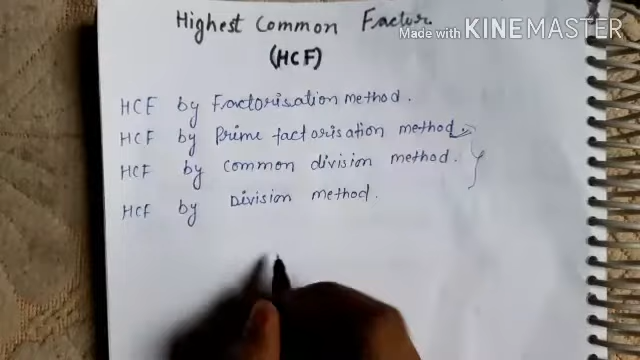 Highest Common Factor
Made with KINEMASTER
(HCF)
HCF by Factorisation method.
HCF by Prime factorisation method
HCF by common division method.
HCF by Division method.